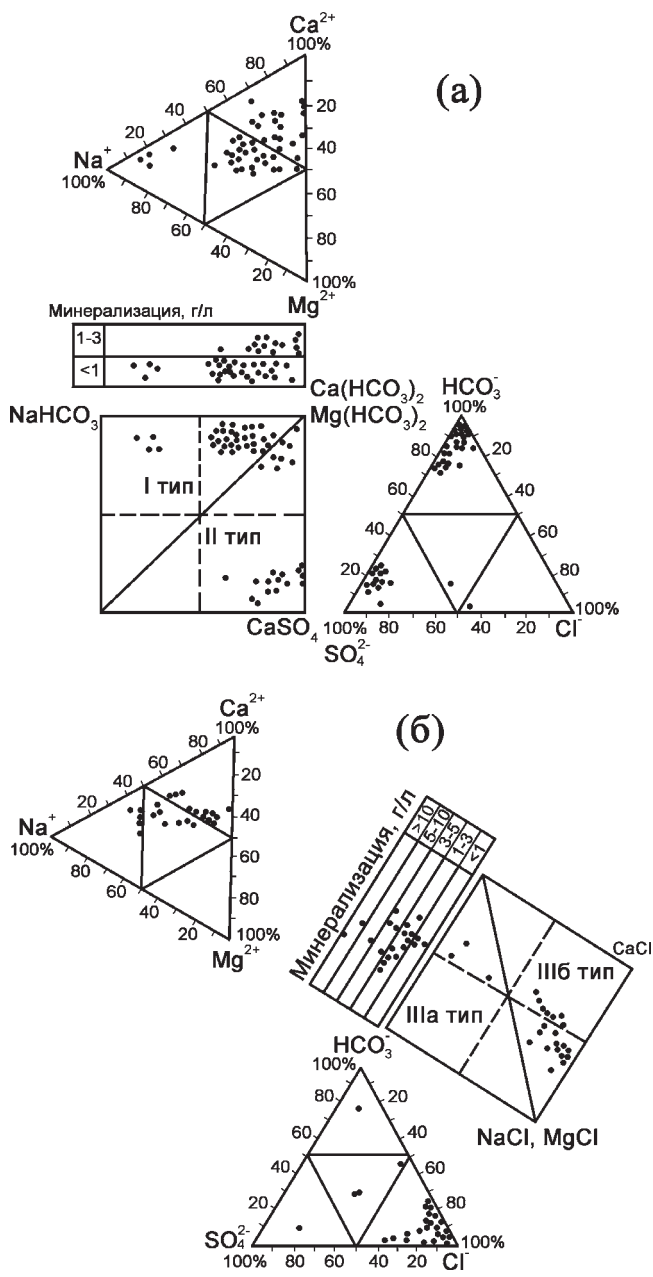 Ca²⁺
100%
(а)
80
60
40
20
20
40
Na⁺
100%
60
80
80
60
40
20
100%
Mg²⁺
Минерализация, г/л
1-3
<1
Ca(HCO₃)₂
Mg(HCO₃)₂
NaHCO₃
I тип
II тип
CaSO₄
HCO₃⁻
100%
80
60
40
20
20
40
60
80
100%
SO₄²⁻
80
60
40
100%
Cl⁻
Ca²⁺
100%
(б)
80
60
40
20
20
40
Na⁺
100%
60
80
80
60
40
20
100%
Mg²⁺
Минерализация, г/л
>10
5-10
3-5
1-3
<1
CaCl
IIIб тип
IIIа тип
NaCl, MgCl
HCO₃⁻
100%
80
60
40
20
20
40
60
80
SO₄²⁻
100%
80
60
40
20
100%
Cl⁻